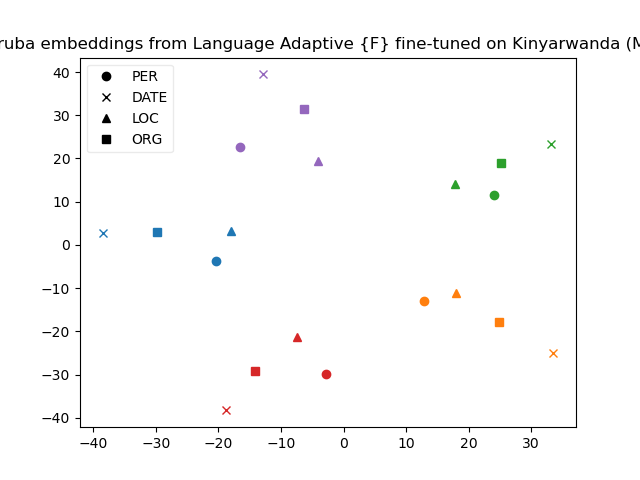 ruba embeddings from Language Adaptive {F} fine-tuned on Kinyarwanda (M
PER
DATE
LOC
ORG
40
30
20
10
0
−10
−20
−30
−40
−40 −30 −20 −10 0 10 20 30